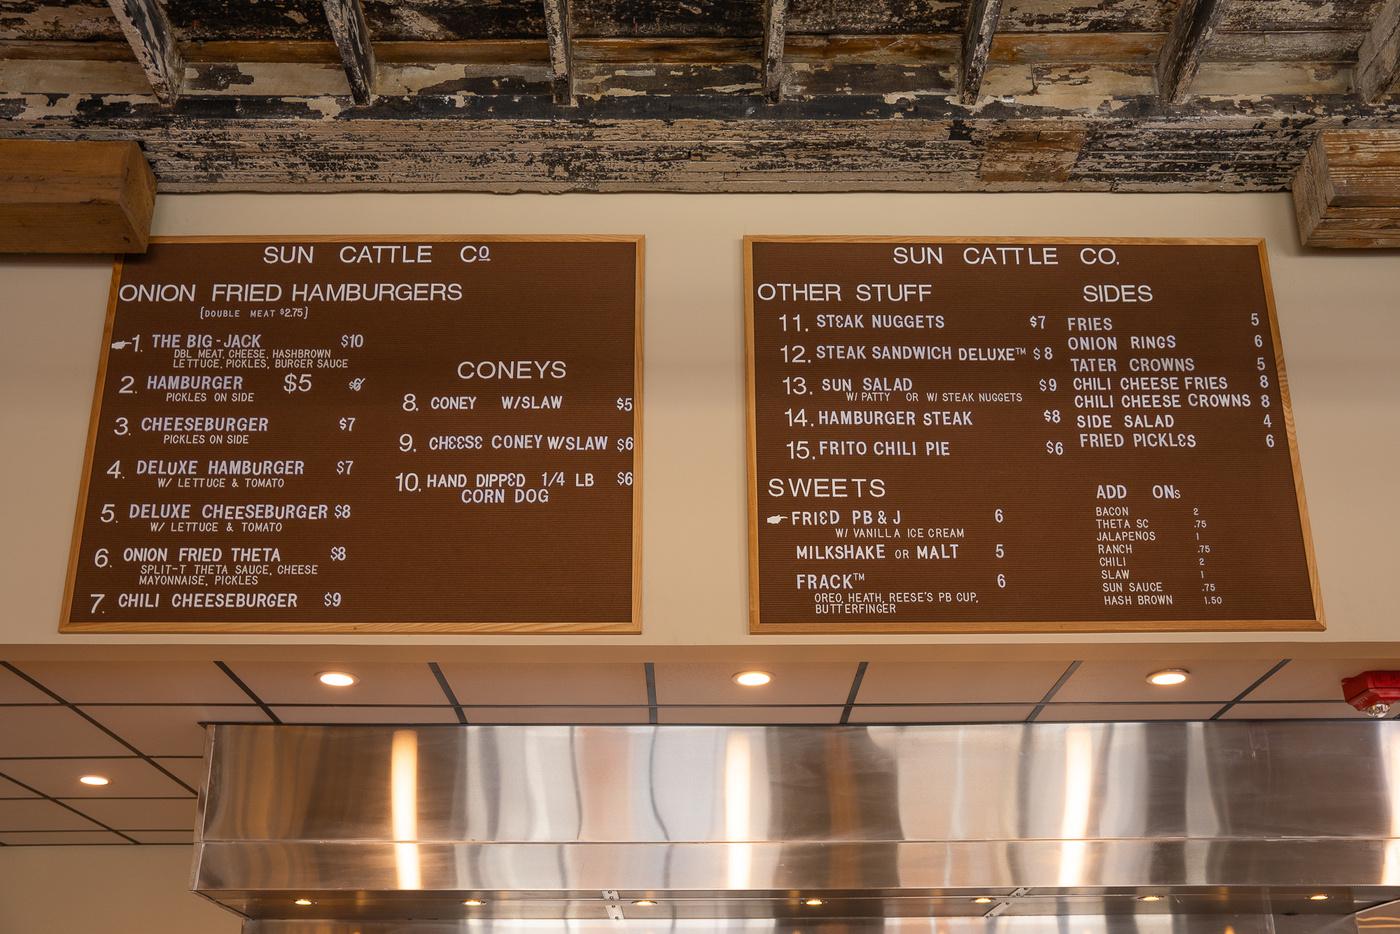 SUN CATTLE Co
ONION FRIED HAMBURGERS
(DOUBLE MEAT $2.75)
1. THE BIG-JACK $10
DBL MEAT, CHEESE, HASHBROWN
LETTUCE, PICKLES, BURGER SAUCE
2. HAMBURGER $5 $6
PICKLES ON SIDE
3. CHEESEBURGER $7
PICKLES ON SIDE
4. DELUXE HAMBURGER $7
W/ LETTUCE & TOMATO
5. DELUXE CHEESEBURGER $8
W/ LETTUCE & TOMATO
6. ONION FRIED THETA $8
SPLIT-T THETA SAUCE, CHEESE
MAYONNAISE, PICKLES
7. CHILI CHEESEBURGER $9
CONEYS
8. CONEY W/SLAW $5
9. CHEESE CONEY W/SLAW $6
10. HAND DIPPED 1/4 LB $6
CORN DOG
SUN CATTLE CO.
OTHER STUFF
11. STEAK NUGGETS $7
12. STEAK SANDWICH DELUXE™ $8
13. SUN SALAD $9
W/ PATTY OR W/ STEAK NUGGETS
14. HAMBURGER STEAK $8
15. FRITO CHILI PIE $6
SWEETS
FRIED PB & J 6
W/ VANILLA ICE CREAM
MILKSHAKE OR MALT 5
FRACK™ 6
OREO, HEATH, REESE'S PB CUP,
BUTTERFINGER
SIDES
FRIES 5
ONION RINGS 6
TATER CROWNS 5
CHILI CHEESE FRIES 8
CHILI CHEESE CROWNS 8
SIDE SALAD 4
FRIED PICKLES 6
ADD ONs
BACON 2
THETA SC .75
JALAPENOS 1
RANCH .75
CHILI 2
SLAW 1
SUN SAUCE .75
HASH BROWN 1.50